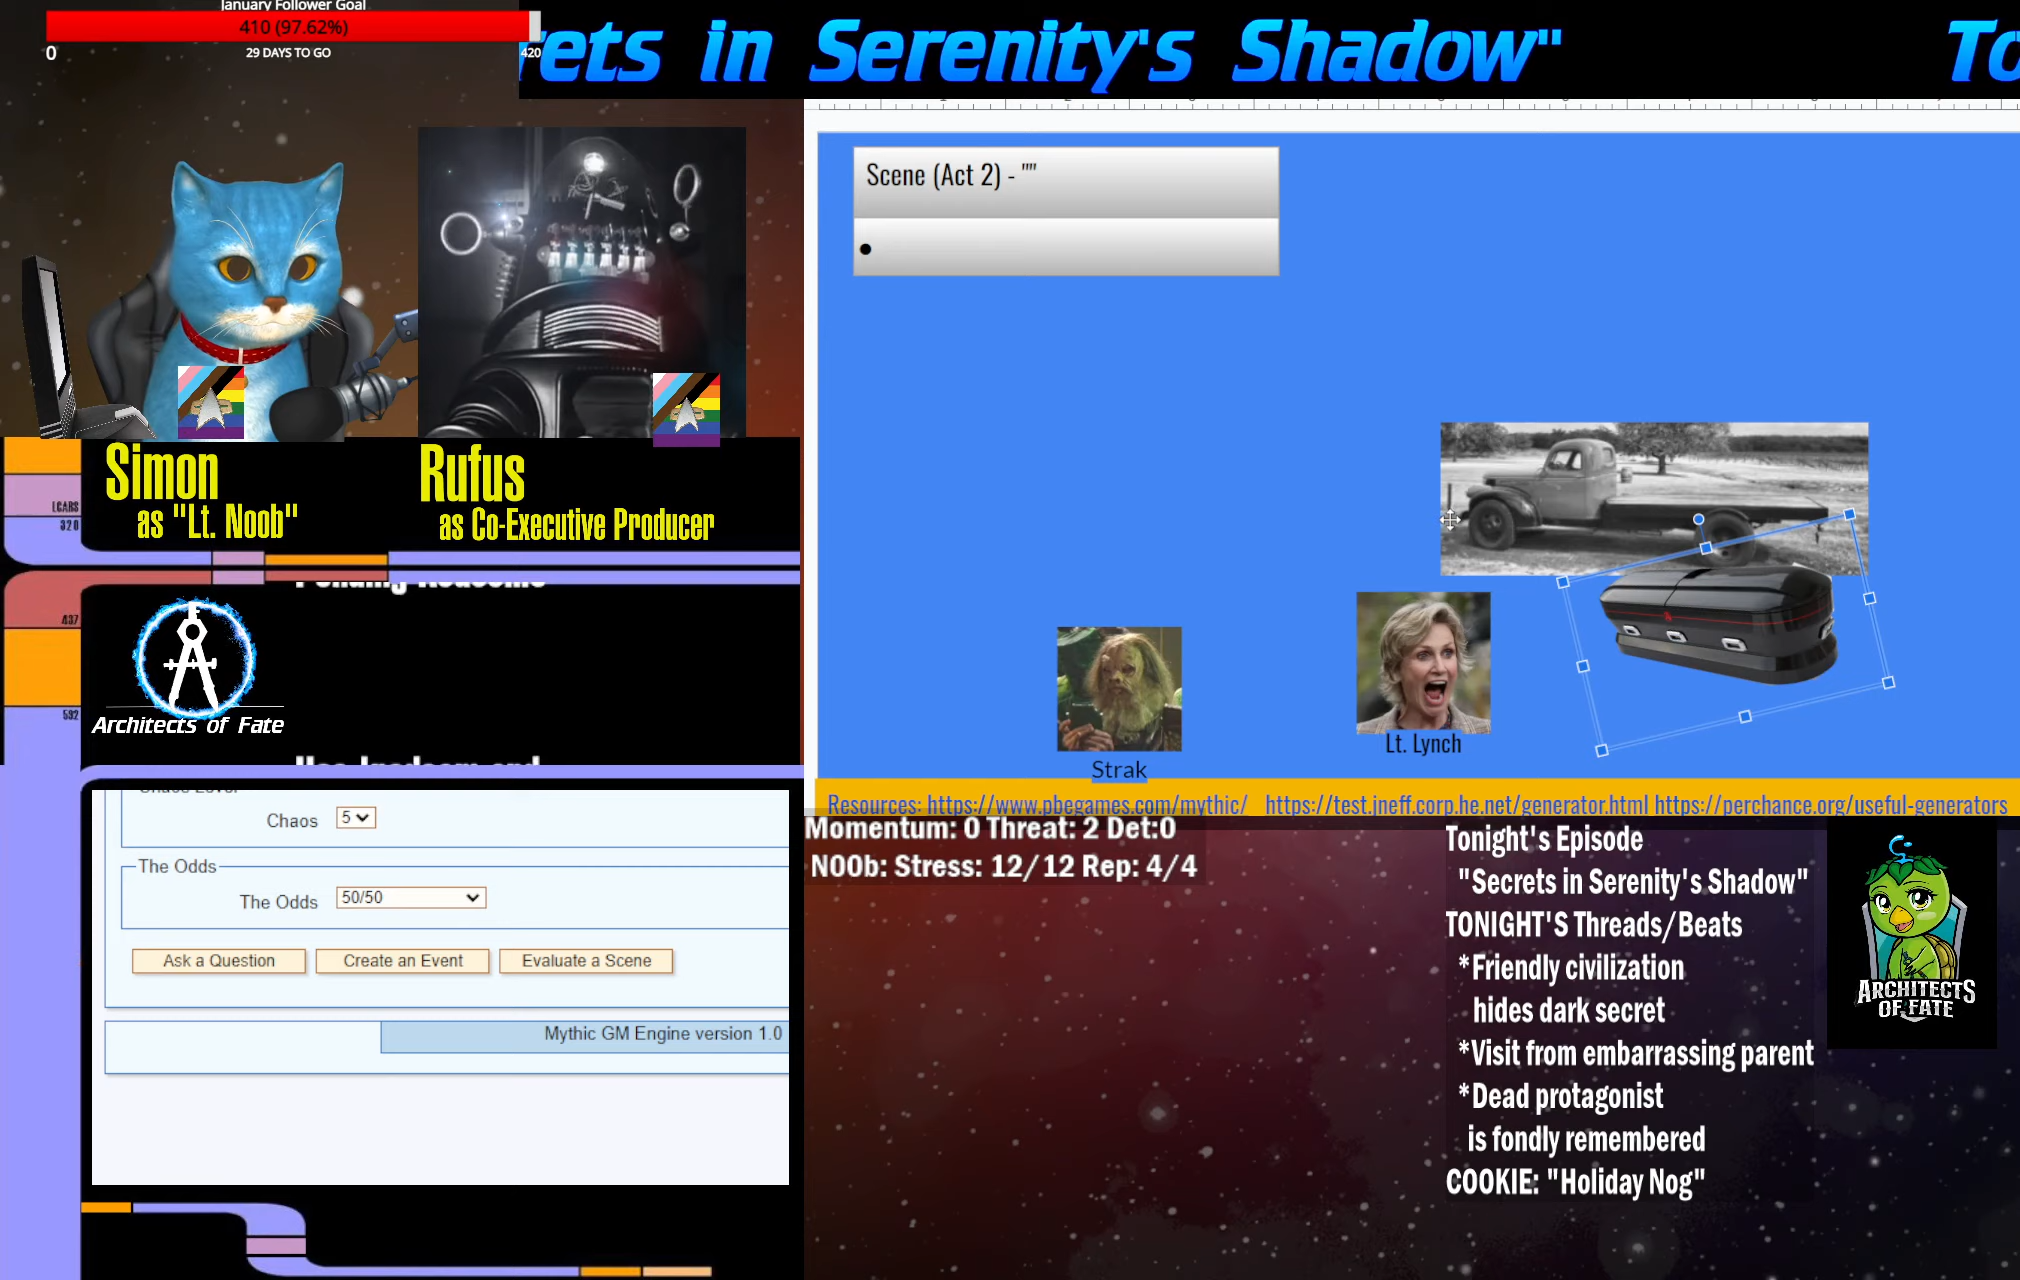 January Follower Goal
410 (97.62%)
0
29 DAYS TO GO
420
rets in Serenity's Shadow"
To
Scene (Act 2) - ""
•
Simon
as "Lt. Noob"
Rufus
as Co-Executive Producer
LCARS
320
437
592
Architects of Fate
Strak
Lt. Lynch
Resources: https://www.pbegames.com/mythic/ https://test.jneff.corp.he.net/generator.html https://perchance.org/useful-generators
Chaos 5
The Odds
The Odds 50/50
Ask a Question Create an Event Evaluate a Scene
Mythic GM Engine version 1.0
Momentum: 0 Threat: 2 Det:0
N00b: Stress: 12/12 Rep: 4/4
Tonight's Episode
"Secrets in Serenity's Shadow"
TONIGHT'S Threads/Beats
*Friendly civilization
hides dark secret
*Visit from embarrassing parent
*Dead protagonist
is fondly remembered
COOKIE: "Holiday Nog"
ARCHITECTS
OF FATE